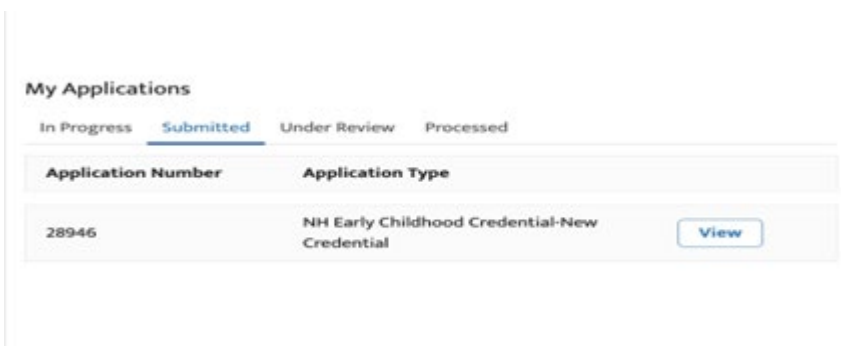 My Applications
In Progress Submitted Under Review Processed
Application Number Application Type
28946 NH Early Childhood Credential-New
Credential
View